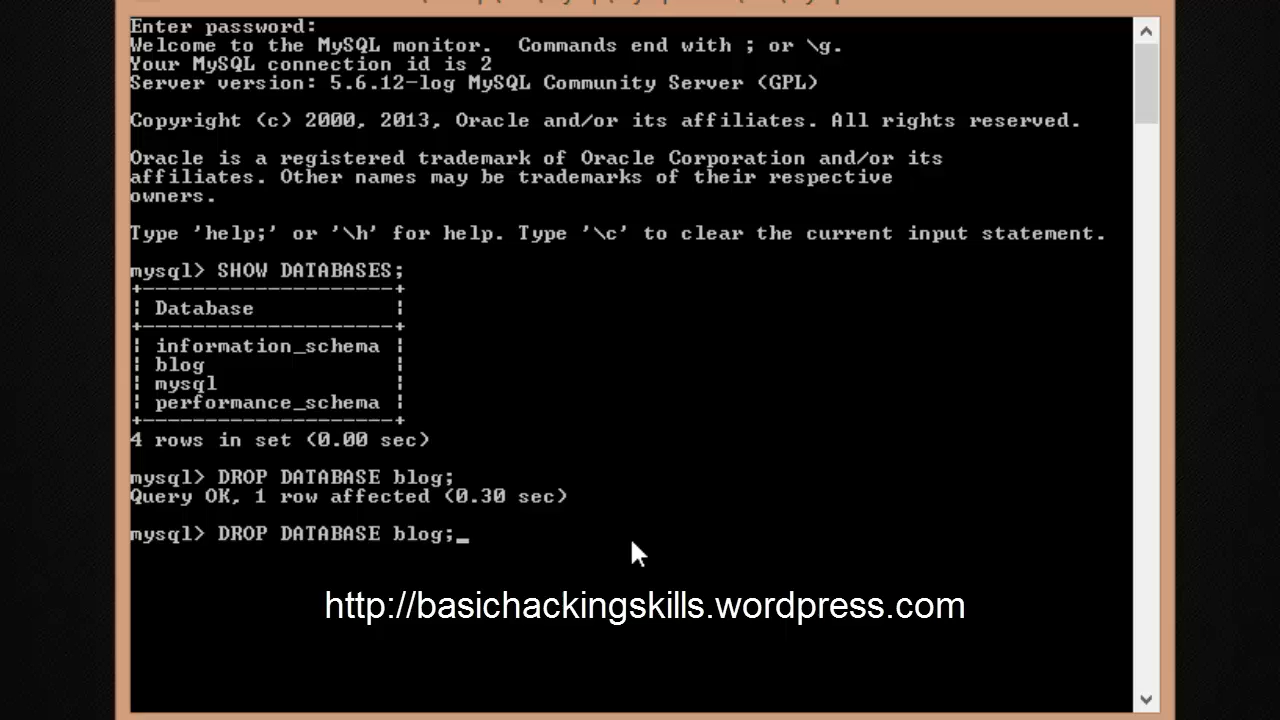 Enter password:
Welcome to the MySQL monitor.  Commands end with ; or \g.
Your MySQL connection id is 2
Server version: 5.6.12-log MySQL Community Server (GPL)
Copyright (c) 2000, 2013, Oracle and/or its affiliates. All rights reserved.
Oracle is a registered trademark of Oracle Corporation and/or its
affiliates. Other names may be trademarks of their respective
owners.
Type 'help;' or '\h' for help. Type '\c' to clear the current input statement.
mysql> SHOW DATABASES;
+--------------------+
| Database           |
+--------------------+
| information_schema |
| blog               |
| mysql              |
| performance_schema |
+--------------------+
4 rows in set (0.00 sec)
mysql> DROP DATABASE blog;
Query OK, 1 row affected (0.30 sec)
mysql> DROP DATABASE blog;_
http://basichackingskills.wordpress.com